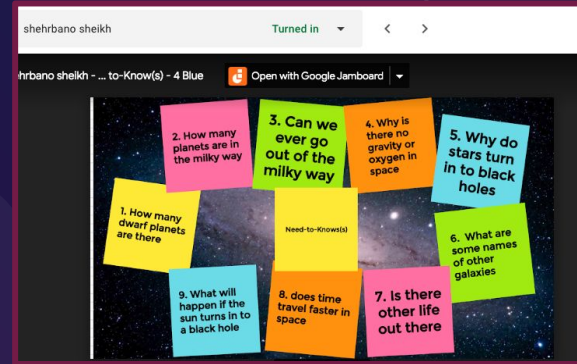 shehrbano sheikh
Turned in
hrbano sheikh - ... to-Know(s) - 4 Blue
Open with Google Jamboard
1. How many
dwarf planets
are there
2. How many
planets are in
the milky way
3. Can we
ever go
out of the
milky way
4. Why is
there no
gravity or
oxygen in
space
5. Why do
stars turn
in to black
holes
Need-to-Knows(s)
6. What are
some names
of other
galaxies
7. Is there
other life
out there
8. does time
travel faster in
space
9. What will
happen if the
sun turns in to
a black hole